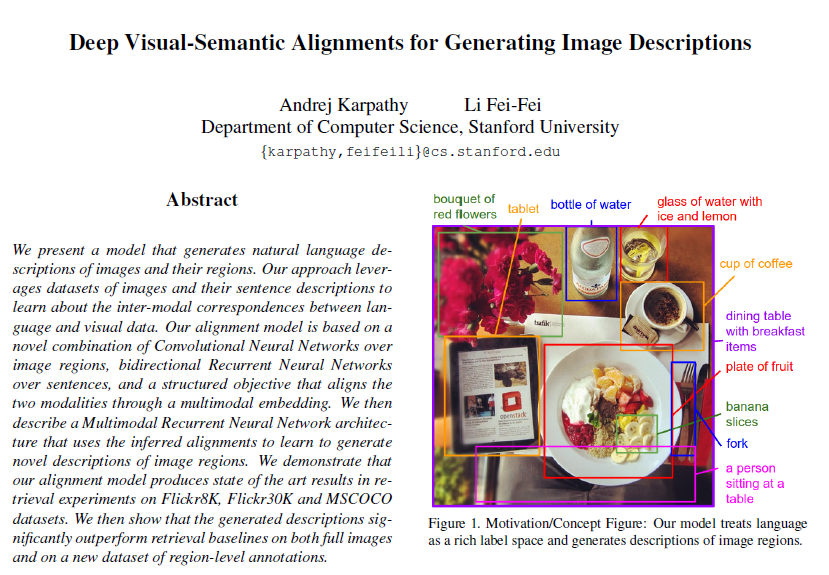 Deep Visual-Semantic Alignments for Generating Image Descriptions
Andrej Karpathy Li Fei-Fei
Department of Computer Science, Stanford University
{karpathy,feifeili}@cs.stanford.edu
Abstract
We present a model that generates natural language de-
scriptions of images and their regions. Our approach lever-
ages datasets of images and their sentence descriptions to
learn about the inter-modal correspondences between lan-
guage and visual data. Our alignment model is based on a
novel combination of Convolutional Neural Networks over
image regions, bidirectional Recurrent Neural Networks
over sentences, and a structured objective that aligns the
two modalities through a multimodal embedding. We then
describe a Multimodal Recurrent Neural Network architec-
ture that uses the inferred alignments to learn to generate
novel descriptions of image regions. We demonstrate that
our alignment model produces state of the art results in re-
trieval experiments on Flickr8K, Flickr30K and MSCOCO
datasets. We then show that the generated descriptions sig-
nificantly outperform retrieval baselines on both full images
and on a new dataset of region-level annotations.
bouquet of
red flowers
tablet
bottle of water
glass of water with
ice and lemon
cup of coffee
dining table
with breakfast
items
plate of fruit
banana
slices
fork
a person
sitting at a
table
openstalk
Figure 1. Motivation/Concept Figure: Our model treats language
as a rich label space and generates descriptions of image regions.